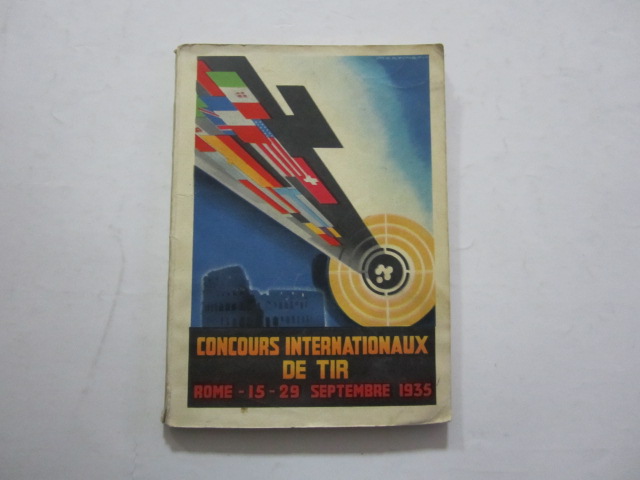 CONCOURS INTERNATIONAUX
DE TIR
ROME - 15 - 29 SEPTEMBRE 1935